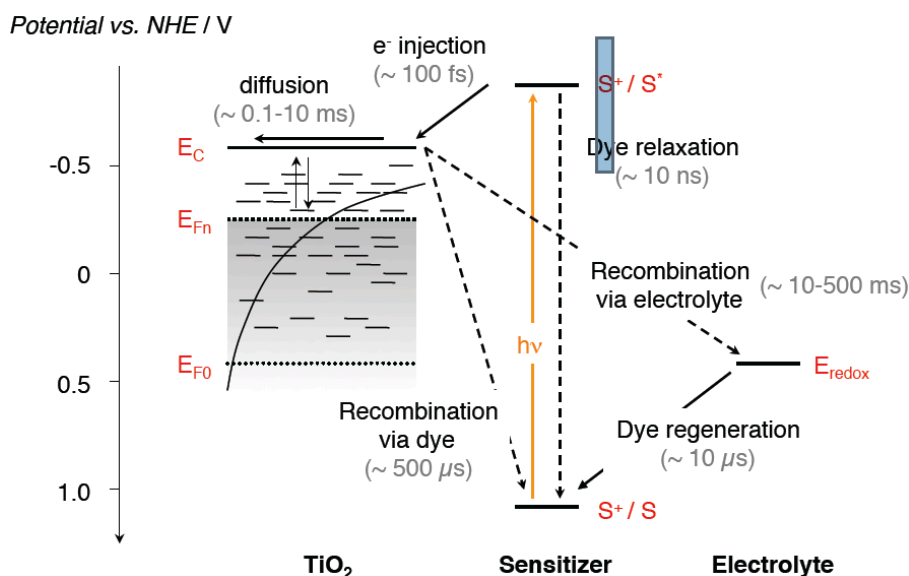 Potential vs. NHE / V
e⁻ injection
(~ 100 fs)
S⁺ / S*
diffusion
(~ 0.1-10 ms)
E_C
Dye relaxation
(~ 10 ns)
-0.5
E_Fn
0
Recombination
via electrolyte
(~ 10-500 ms)
hν
E_F0
E_redox
0.5
Recombination
via dye
(~ 500 µs)
Dye regeneration
(~ 10 µs)
1.0
S⁺ / S
TiO₂
Sensitizer
Electrolyte